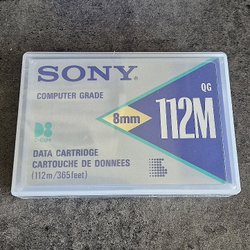 SONY
COMPUTER GRADE
QG
8mm
112M
DATA CARTRIDGE
CARTOUCHE DE DONNEES
(112m/365feet)